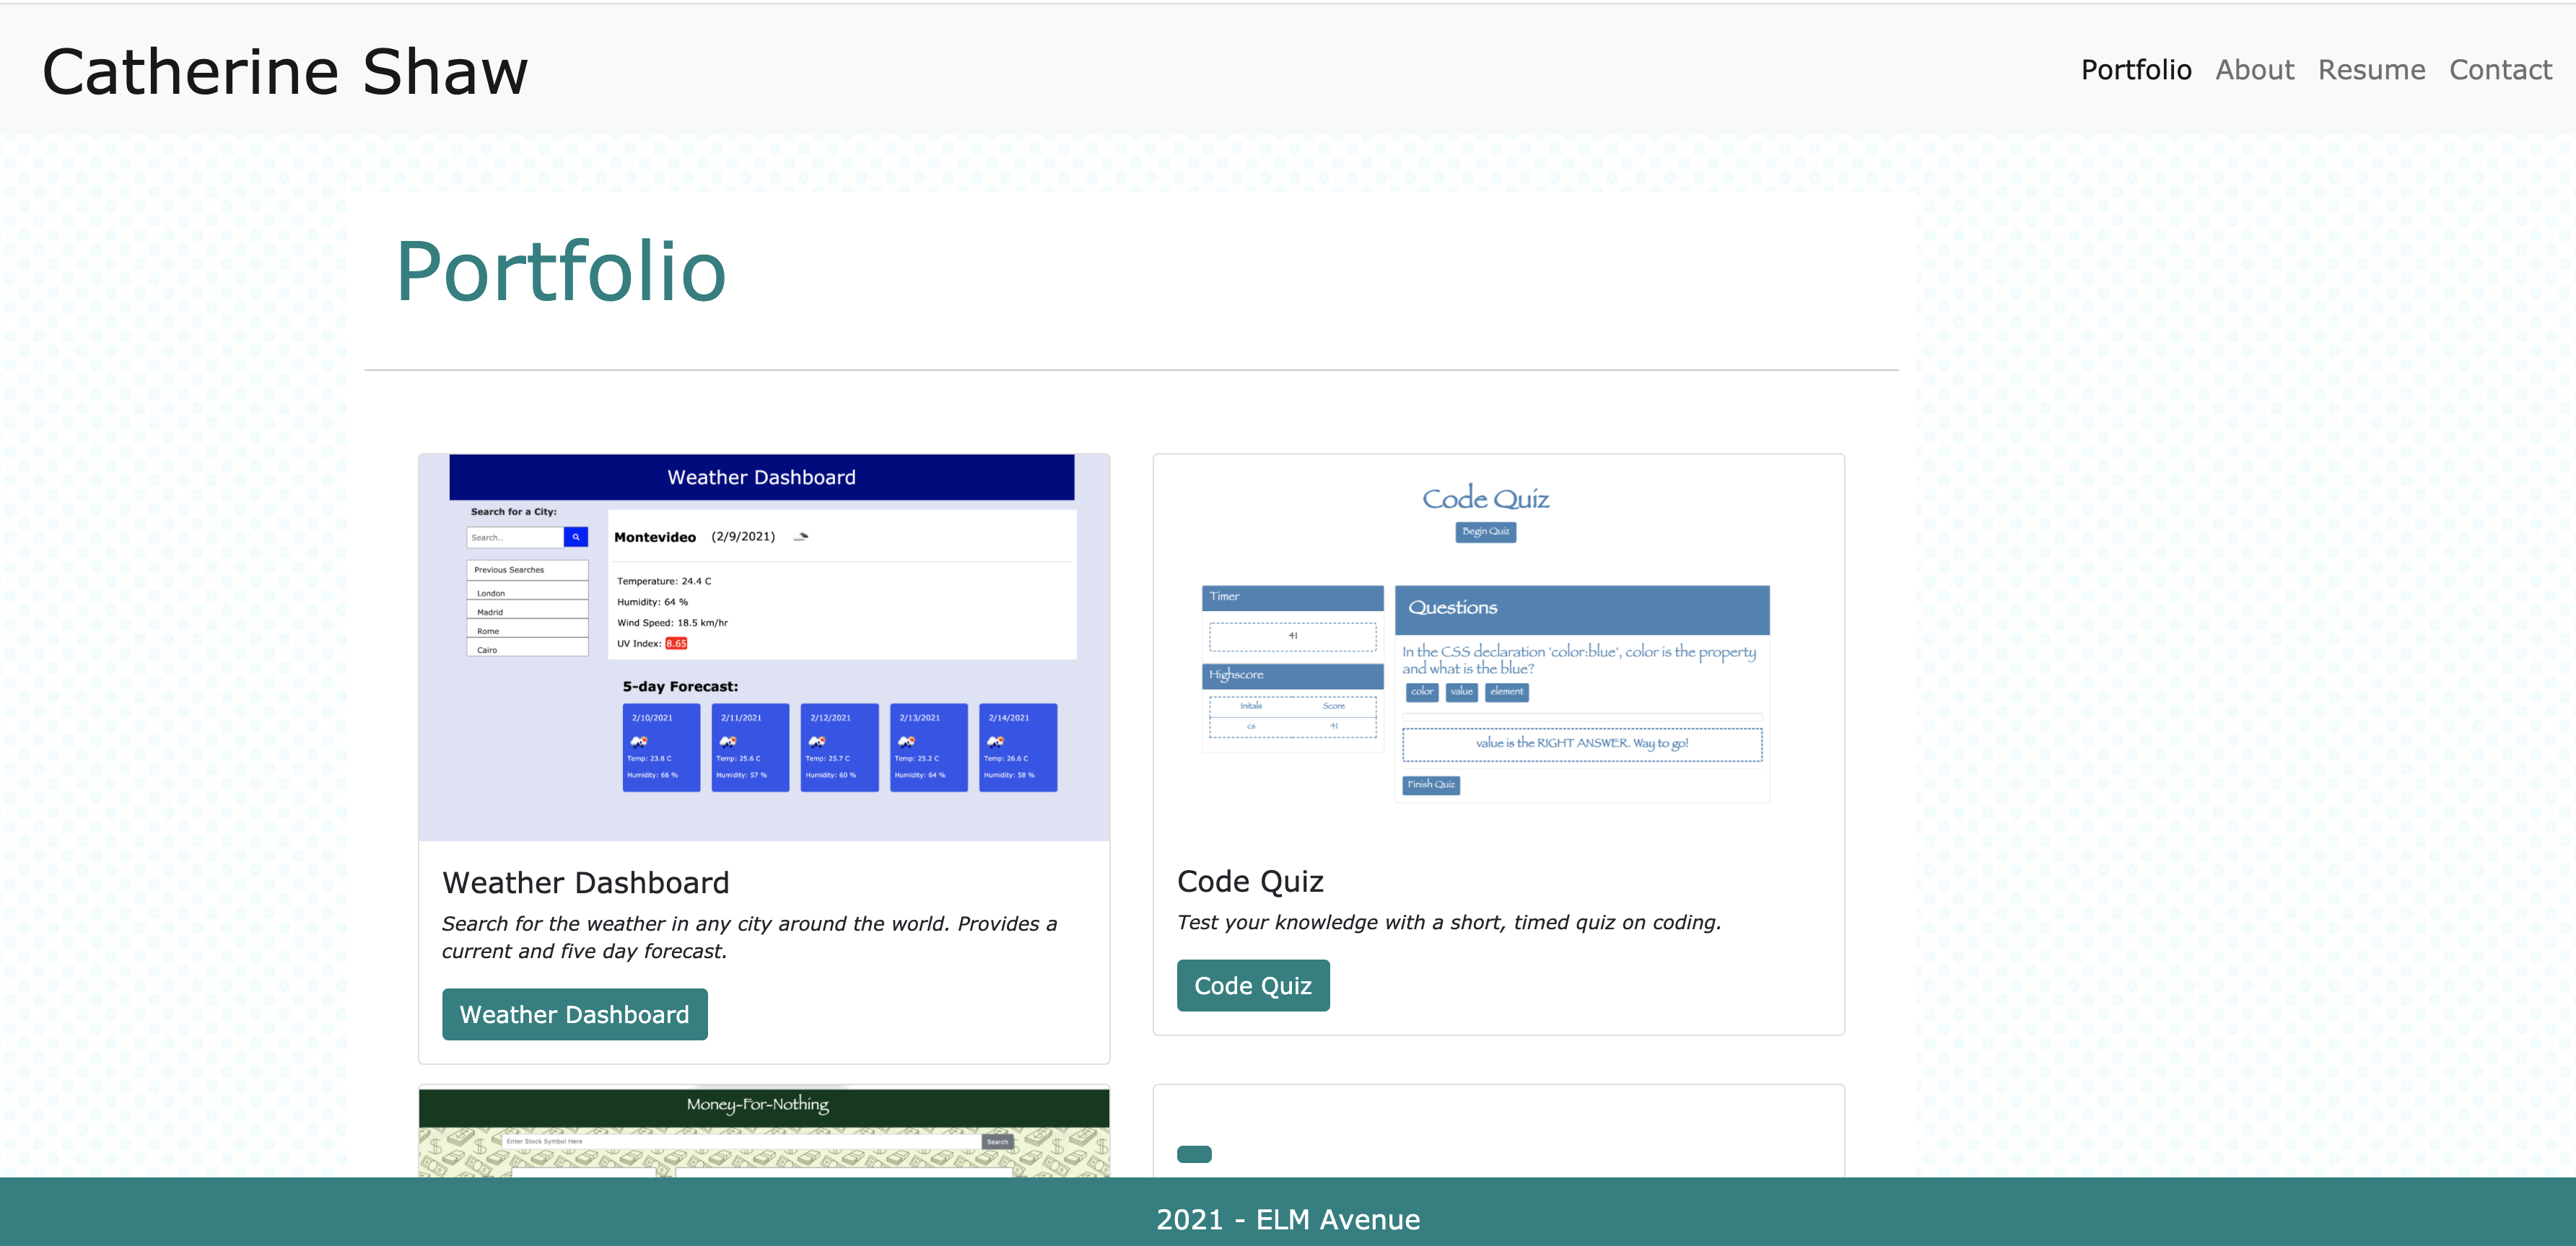 Catherine Shaw
Portfolio About Resume Contact
Portfolio
Weather Dashboard
Search for a City:
Search..
Previous Searches
London
Madrid
Rome
Cairo
Montevideo (2/9/2021)
Temperature: 24.4 C
Humidity: 64 %
Wind Speed: 18.5 km/hr
UV Index: 8.65
5-day Forecast:
2/10/2021
Temp: 23.8 C
Humidity: 66 %
2/11/2021
Temp: 25.6 C
Humidity: 57 %
2/12/2021
Temp: 25.7 C
Humidity: 60 %
2/13/2021
Temp: 25.2 C
Humidity: 64 %
2/14/2021
Temp: 26.6 C
Humidity: 58 %
Weather Dashboard
Search for the weather in any city around the world. Provides a
current and five day forecast.
Weather Dashboard
Code Quiz
Begin Quiz
Timer
41
Highscore
Initals Score
cs 41
Questions
In the CSS declaration 'color:blue', color is the property
and what is the blue?
color value element
value is the RIGHT ANSWER. Way to go!
Finish Quiz
Code Quiz
Test your knowledge with a short, timed quiz on coding.
Code Quiz
Money-For-Nothing
Enter Stock Symbol Here
Search
2021 - ELM Avenue